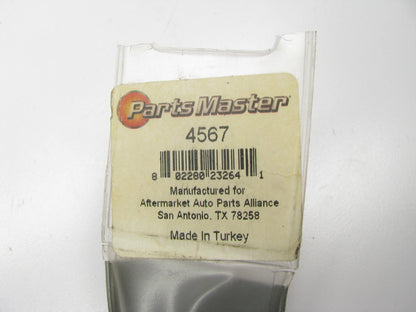 Parts Master
4567
8 02280 23264 1
Manufactured for
Aftermarket Auto Parts Alliance
San Antonio, TX 78258
Made In Turkey